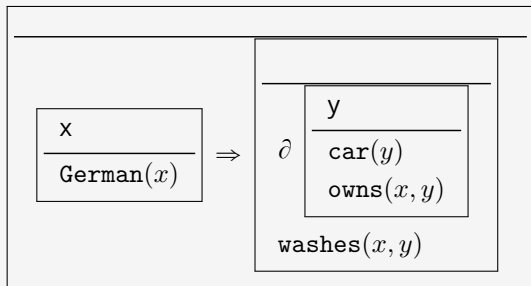 x
German(x)
⇒
∂
y
car(y)
owns(x, y)
washes(x, y)